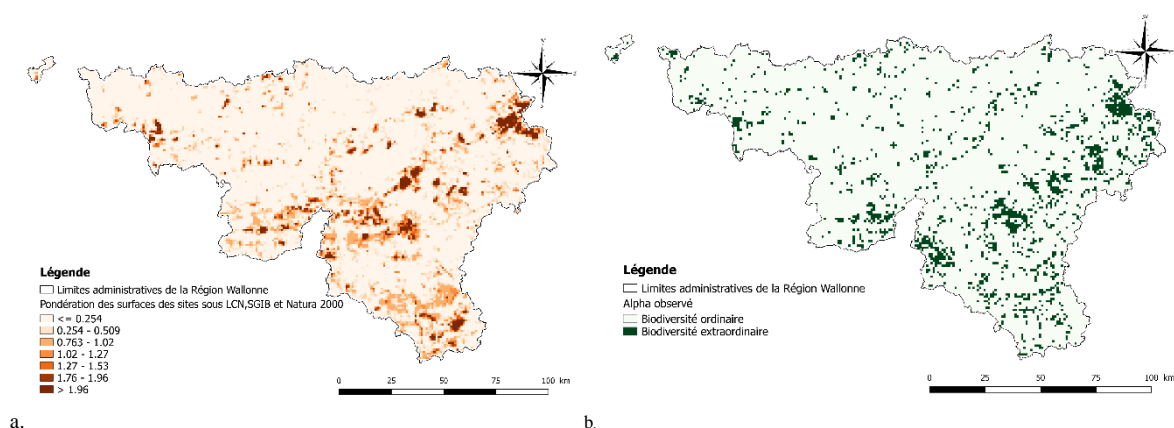 Légende
Limites administratives de la Région Wallonne
Pondération des surfaces des sites sous LCN,SGIB et Natura 2000
<= 0.254
0.254 - 0.509
0.763 - 1.02
1.02 - 1.27
1.27 - 1.53
1.76 - 1.96
> 1.96
0 25 50 75 100 km
a.
Légende
Limites administratives de la Région Wallonne
Alpha observé
Biodiversité ordinaire
Biodiversité extraordinaire
0 25 50 75 100 km
b.